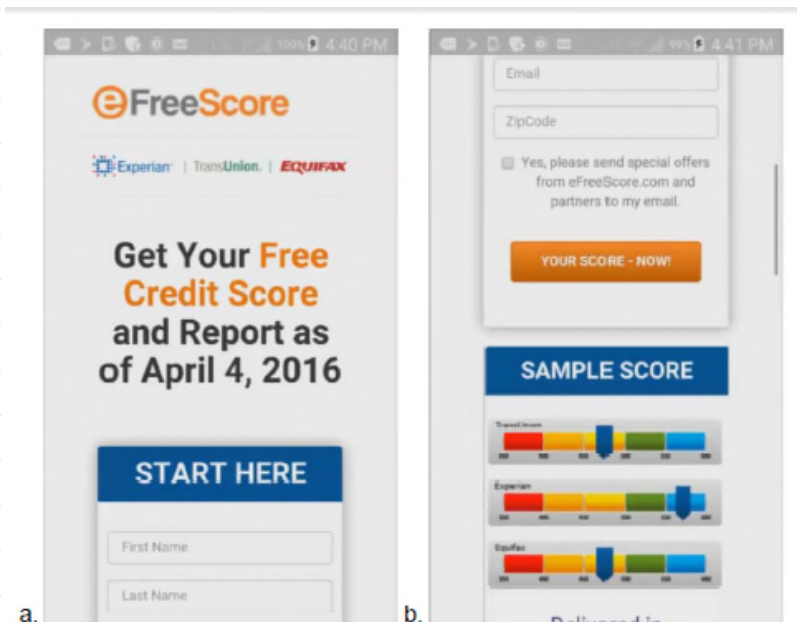 100% 4:40 PM
eFreeScore
Experian | TransUnion. | EQUIFAX
Get Your Free
Credit Score
and Report as
of April 4, 2016
START HERE
First Name
Last Name
a.
99% 4:41 PM
Email
ZipCode
Yes, please send special offers
from eFreeScore.com and
partners to my email.
YOUR SCORE - NOW!
SAMPLE SCORE
TransUnion
Experian
Equifax
Delivered in
b.